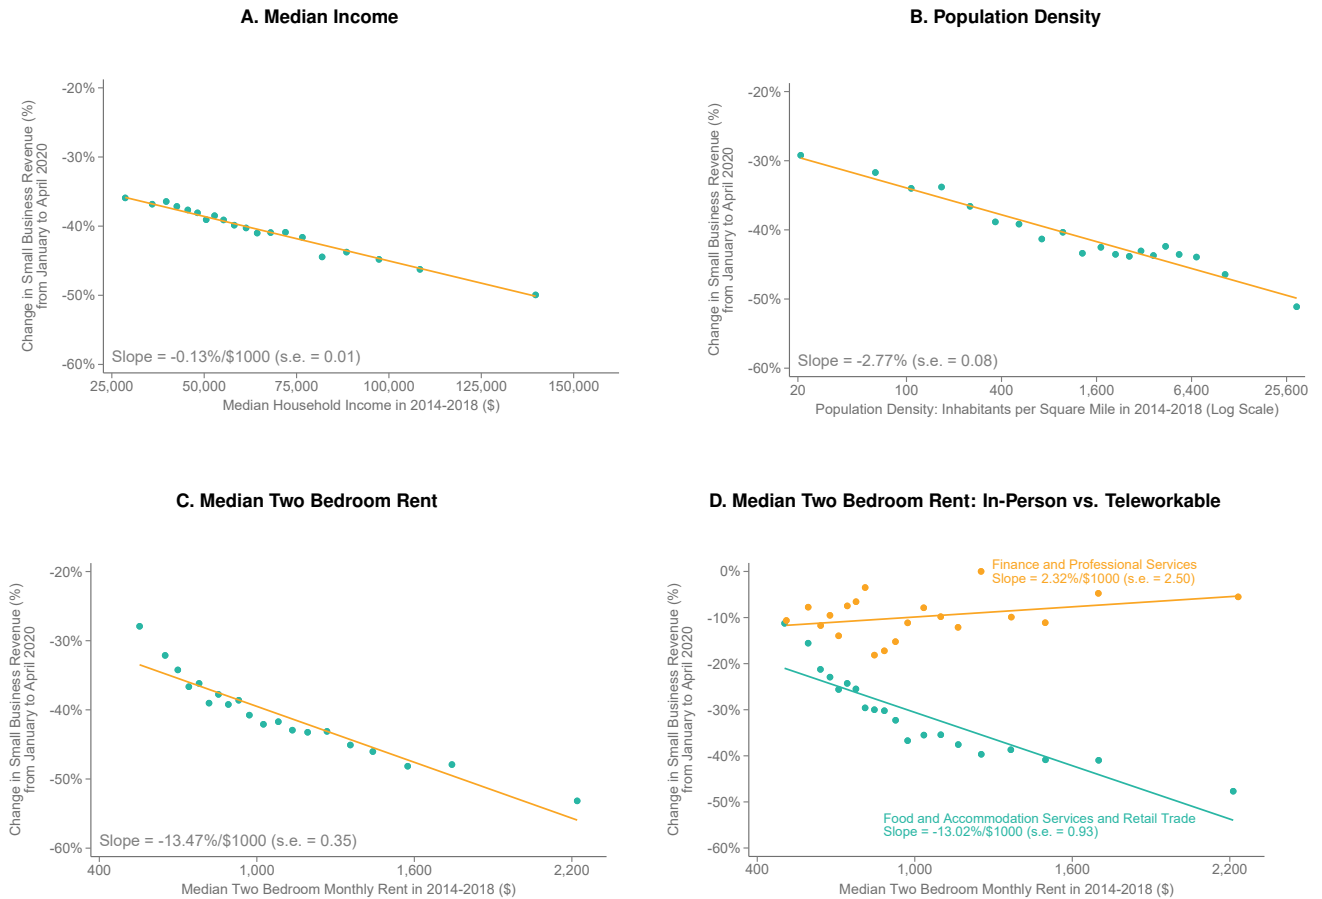 A. Median Income
Change in Small Business Revenue (%)
from January to April 2020
-20%
-30%
-40%
-50%
-60%
Slope = -0.13%/$1000 (s.e. = 0.01)
25,000 50,000 75,000 100,000 125,000 150,000
Median Household Income in 2014-2018 ($)
B. Population Density
Change in Small Business Revenue (%)
from January to April 2020
-20%
-30%
-40%
-50%
-60%
Slope = -2.77% (s.e. = 0.08)
20 100 400 1,600 6,400 25,600
Population Density: Inhabitants per Square Mile in 2014-2018 (Log Scale)
C. Median Two Bedroom Rent
Change in Small Business Revenue (%)
from January to April 2020
-20%
-30%
-40%
-50%
-60%
Slope = -13.47%/$1000 (s.e. = 0.35)
400 1,000 1,600 2,200
Median Two Bedroom Monthly Rent in 2014-2018 ($)
D. Median Two Bedroom Rent: In-Person vs. Teleworkable
Change in Small Business Revenue (%)
from January to April 2020
0%
-10%
-20%
-30%
-40%
-50%
-60%
Finance and Professional Services
Slope = 2.32%/$1000 (s.e. = 2.50)
Food and Accommodation Services and Retail Trade
Slope = -13.02%/$1000 (s.e. = 0.93)
400 1,000 1,600 2,200
Median Two Bedroom Monthly Rent in 2014-2018 ($)